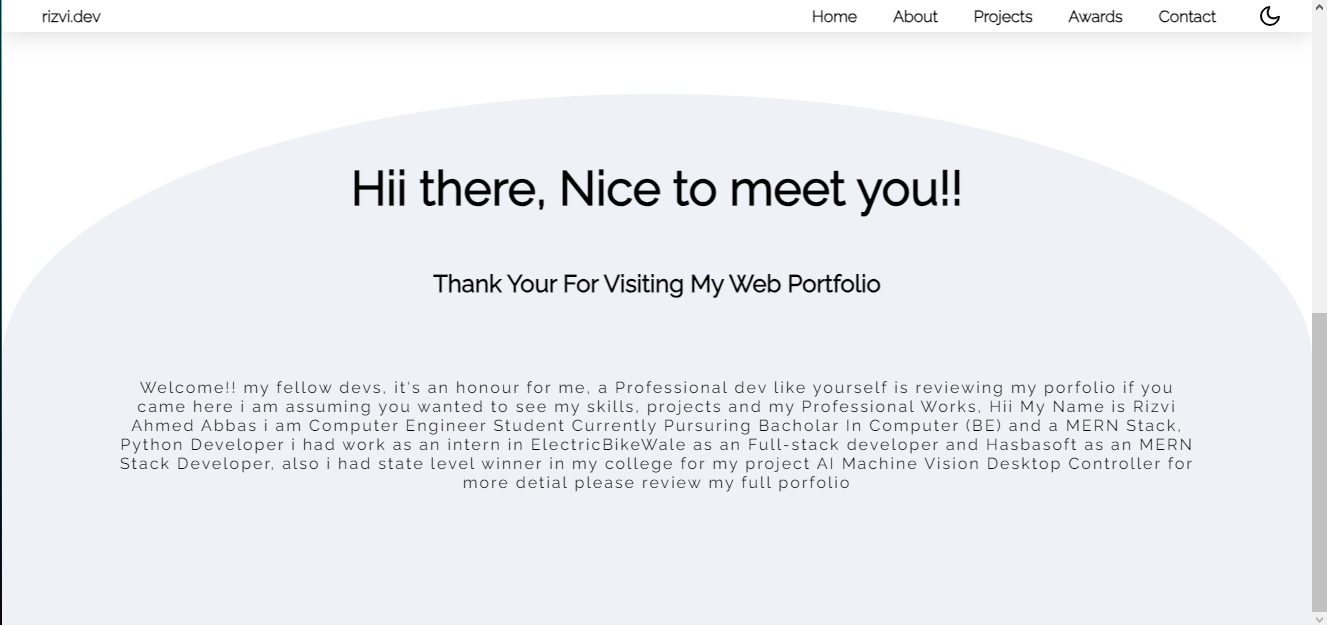 rizvi.dev Home About Projects Awards Contact
Hii there, Nice to meet you!!
Thank Your For Visiting My Web Portfolio
Welcome!! my fellow devs, it's an honour for me, a Professional dev like yourself is reviewing my porfolio if you
came here i am assuming you wanted to see my skills, projects and my Professional Works, Hii My Name is Rizvi
Ahmed Abbas i am Computer Engineer Student Currently Pursuring Bacholar In Computer (BE) and a MERN Stack,
Python Developer i had work as an intern in ElectricBikeWale as an Full-stack developer and Hasbasoft as an MERN
Stack Developer, also i had state level winner in my college for my project AI Machine Vision Desktop Controller for
more detial please review my full porfolio